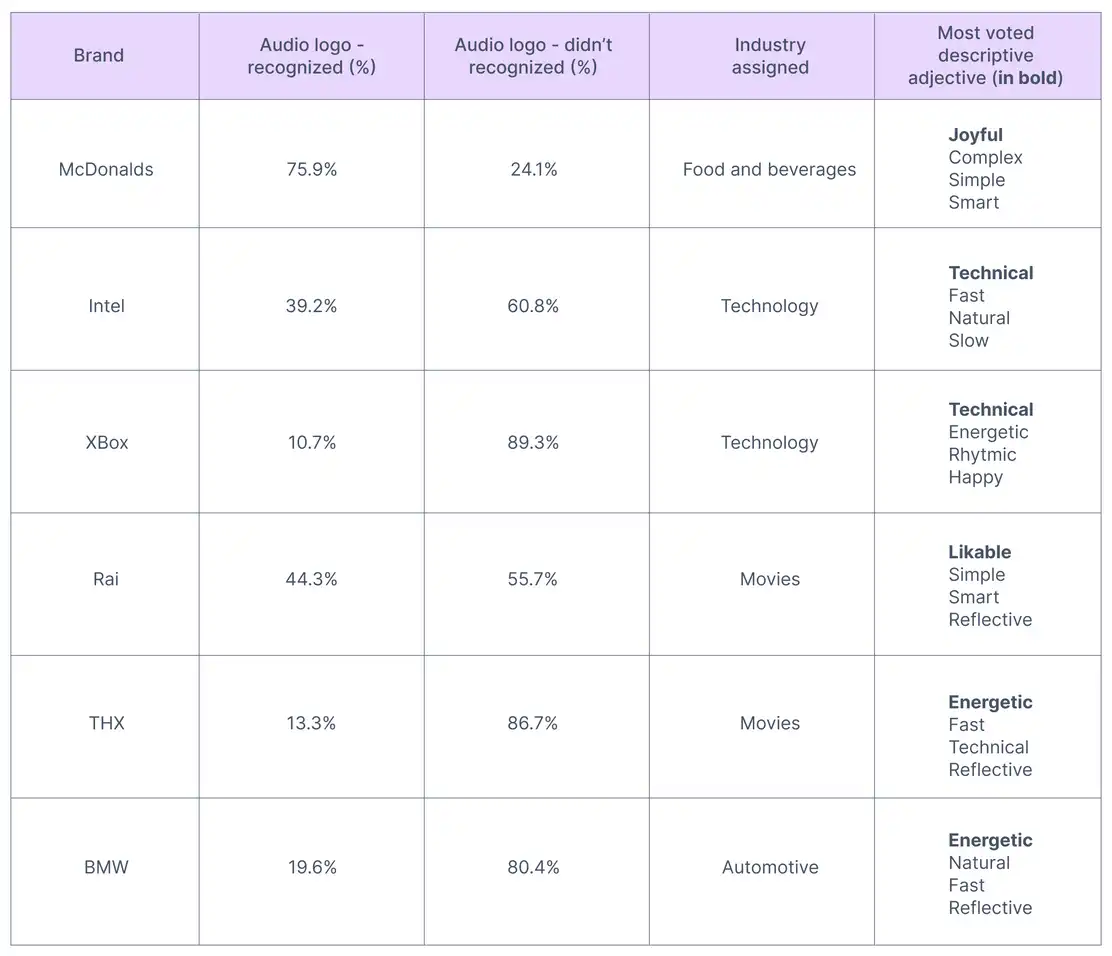 Brand
Audio logo -
recognized (%)
Audio logo - didn’t
recognized (%)
Industry
assigned
Most voted
descriptive
adjective (in bold)
McDonalds
75.9%
24.1%
Food and beverages
Joyful
Complex
Simple
Smart
Intel
39.2%
60.8%
Technology
Technical
Fast
Natural
Slow
XBox
10.7%
89.3%
Technology
Technical
Energetic
Rhytmic
Happy
Rai
44.3%
55.7%
Movies
Likable
Simple
Smart
Reflective
THX
13.3%
86.7%
Movies
Energetic
Fast
Technical
Reflective
BMW
19.6%
80.4%
Automotive
Energetic
Natural
Fast
Reflective